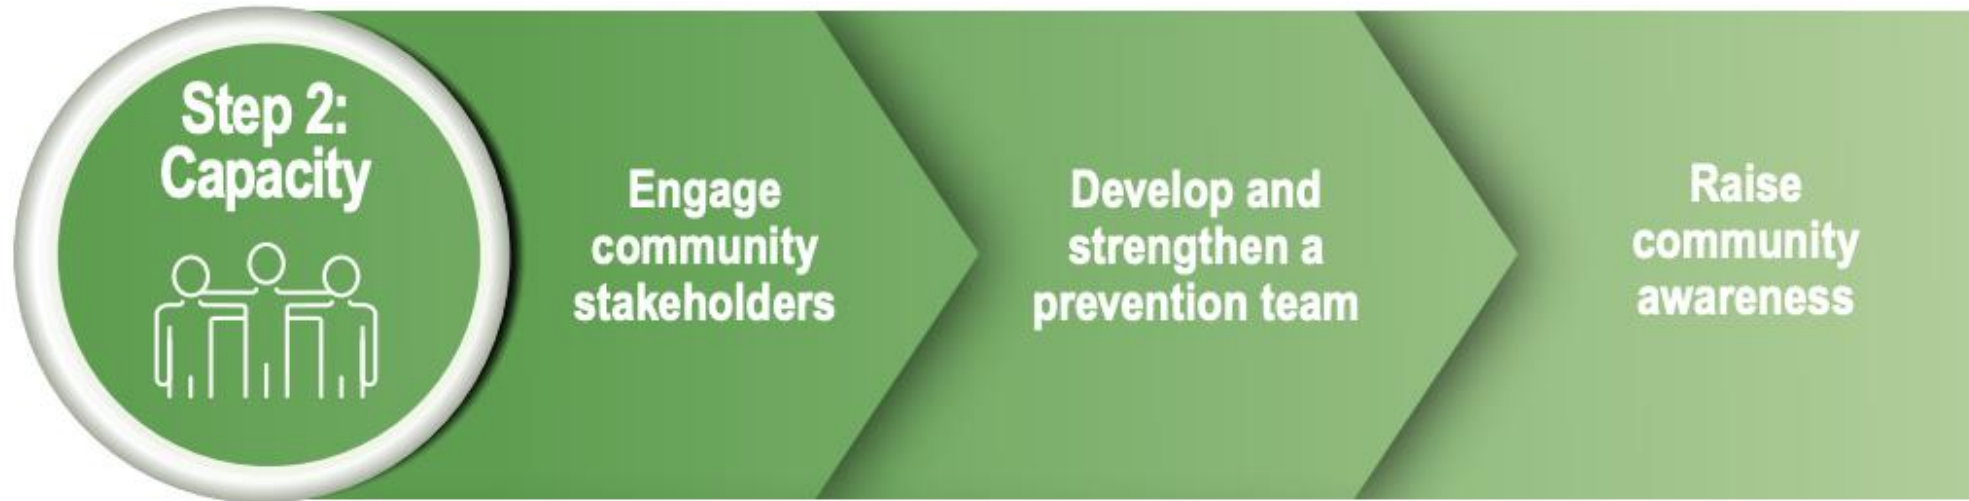 Step 2:
Capacity
Engage
community
stakeholders
Develop and
strengthen a
prevention team
Raise
community
awareness